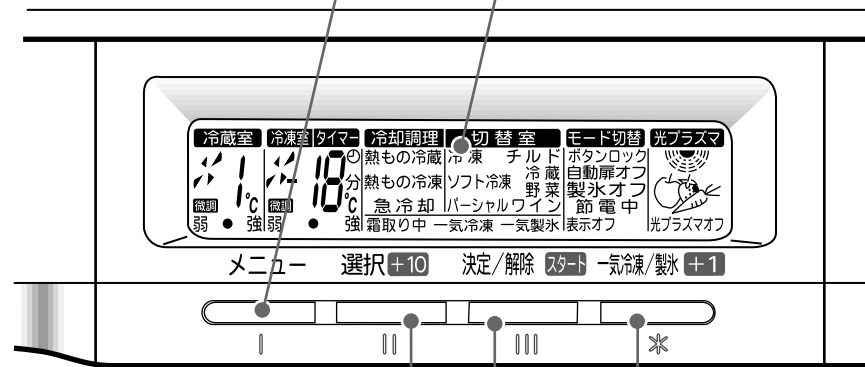 冷蔵室 冷凍室 タイマー 冷却調理 切替室 モード切替 光プラズマ
熱もの冷蔵 冷凍 チルド ボタンロック
分 熱もの冷凍 ソフト冷凍 冷蔵 自動扉オフ
1℃ 18℃ 野菜 製氷オフ
微調 微調 急冷却 パーシャル ワイン 節電中
弱 ● 強 弱 ● 強 霜取り中 一気冷凍 一気製氷 表示オフ 光プラズマオフ
メニュー 選択 +10 決定/解除 スタート 一気冷凍/製氷 +1
I II III ✳